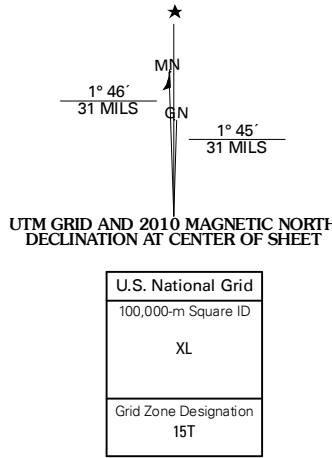 ★
MN
1° 46´
31 MILS
GN
1° 45´
31 MILS
UTM GRID AND 2010 MAGNETIC NORTH
DECLINATION AT CENTER OF SHEET
U.S. National Grid
100,000-m Square ID
XL
Grid Zone Designation
15T